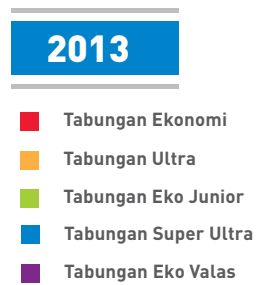 2013
Tabungan Ekonomi
Tabungan Ultra
Tabungan Eko Junior
Tabungan Super Ultra
Tabungan Eko Valas